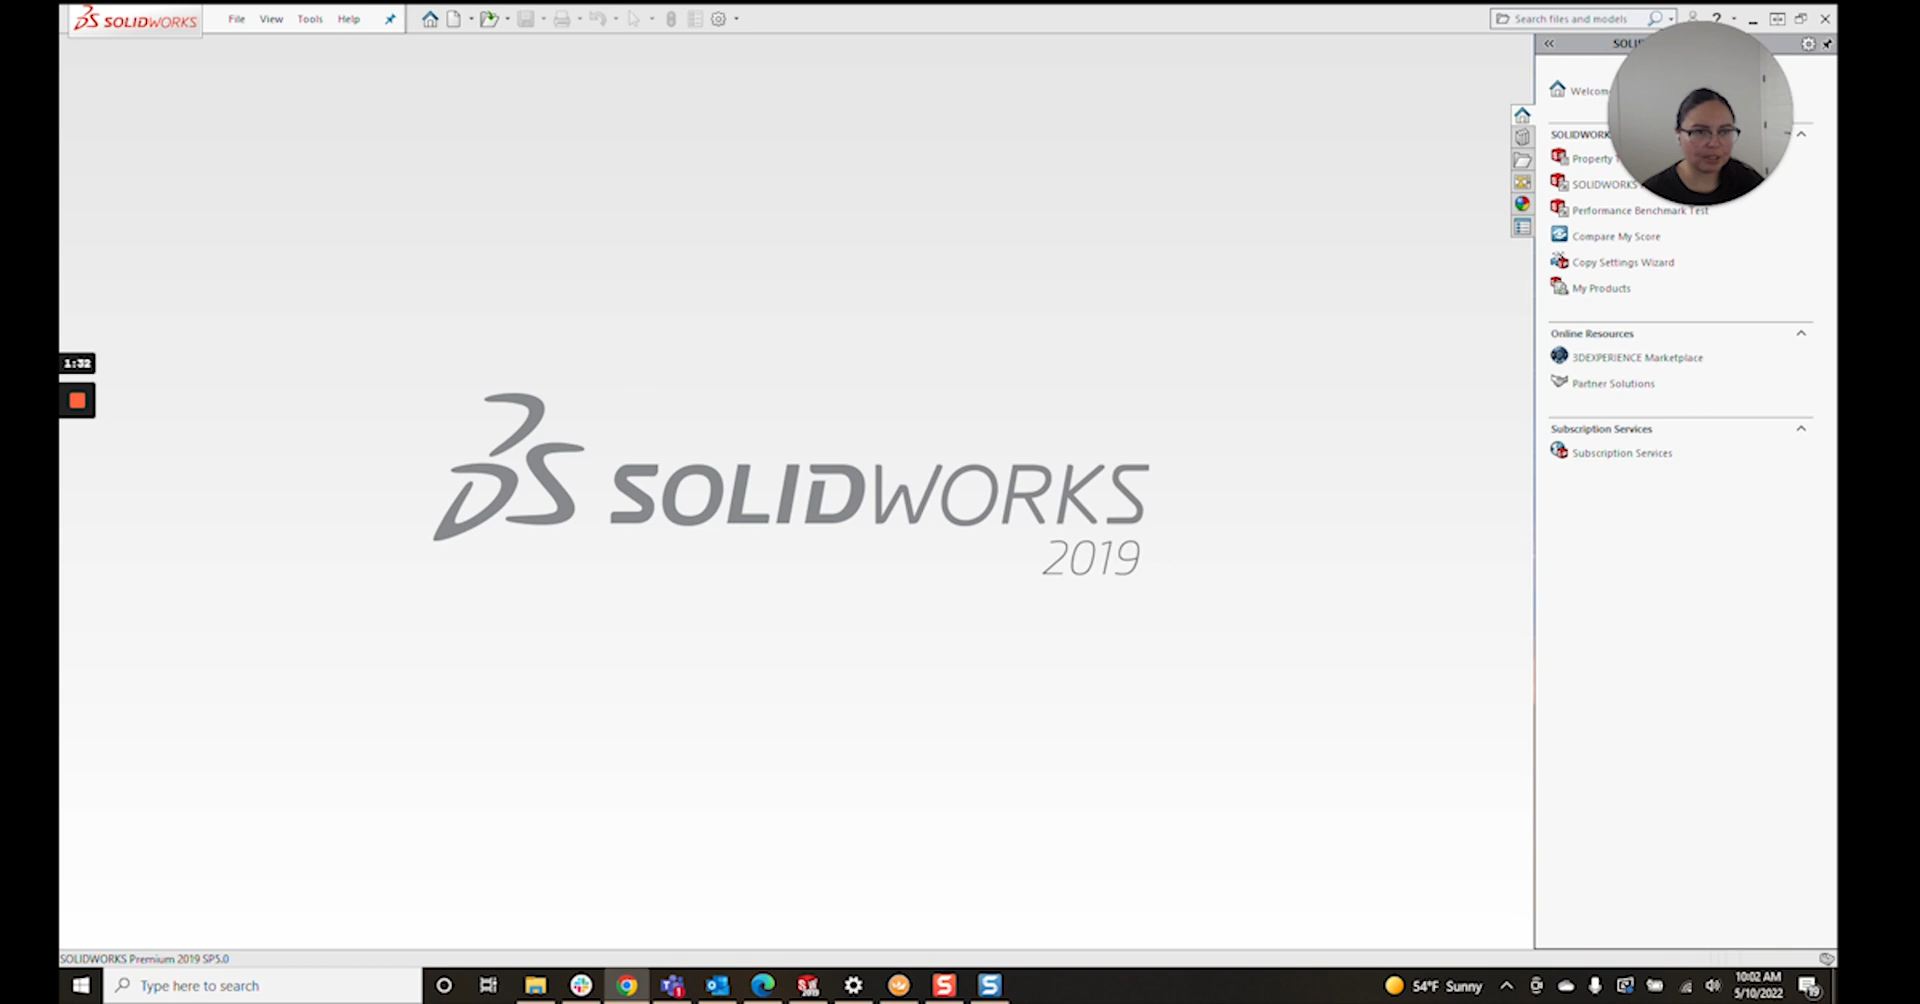 SOLIDWORKS
File View Tools Help
Search files and models
?
Welcom
SOLIDWORK
Property
SOLIDWORKS
Performance Benchmark Test
Compare My Score
Copy Settings Wizard
My Products
Online Resources
3DEXPERIENCE Marketplace
Partner Solutions
Subscription Services
Subscription Services
1:32
SOLIDWORKS
2019
SOLIDWORKS Premium 2019 SP5.0
Type here to search
54°F Sunny
10:02 AM
5/10/2022